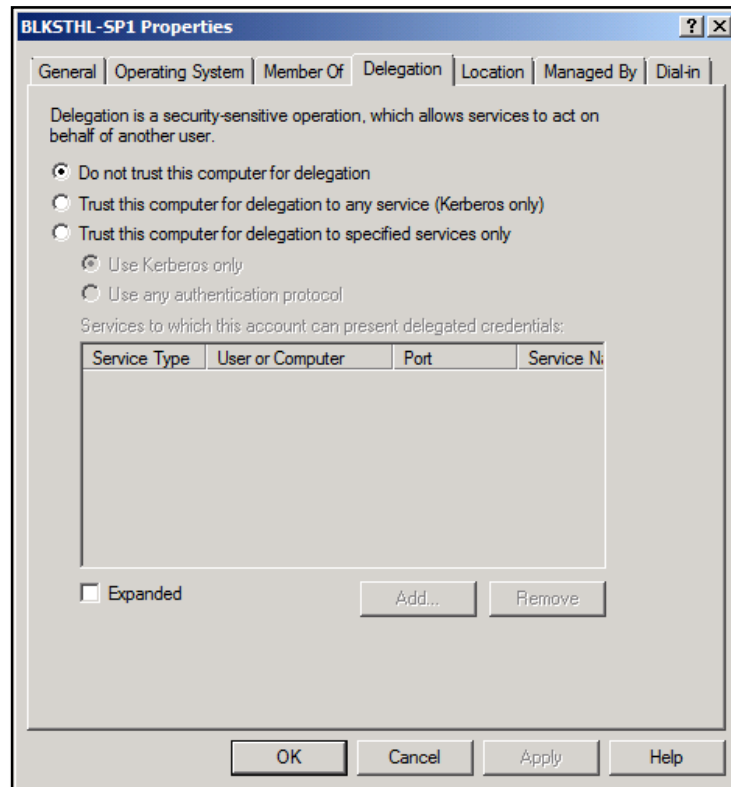 BLKSTHL-SP1 Properties
General Operating System Member Of Delegation Location Managed By Dial-in
Delegation is a security-sensitive operation, which allows services to act on
behalf of another user.
Do not trust this computer for delegation
Trust this computer for delegation to any service (Kerberos only)
Trust this computer for delegation to specified services only
Use Kerberos only
Use any authentication protocol
Services to which this account can present delegated credentials:
Service Type User or Computer Port Service Na
Expanded Add... Remove
OK Cancel Apply Help